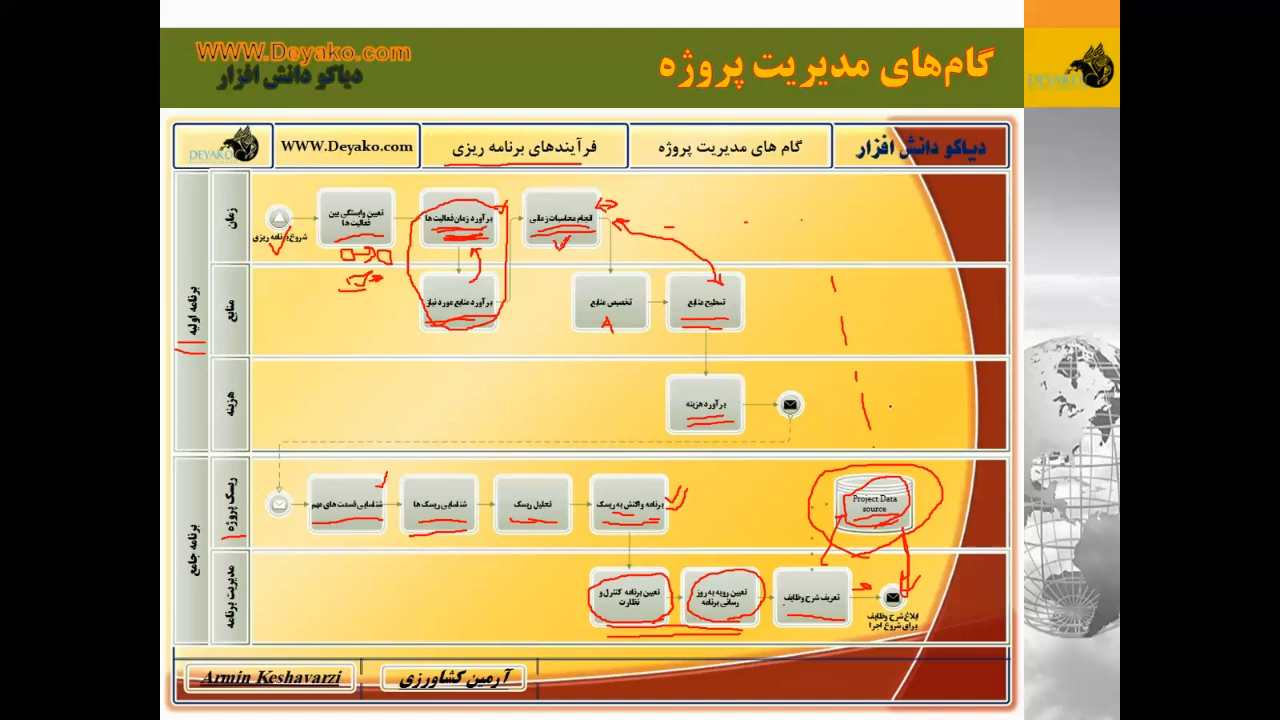 WWW.Deyako.com
دیاکو دانش افزار
گام‌های مدیریت پروژه
DEYAKO
دیاکو دانش افزار
گام های مدیریت پروژه
فرآیندهای برنامه ریزی
WWW.Deyako.com
DEYAKO
برنامه اولیه
زمان
شروع برنامه ریزی
تعیین وابستگی بین
فعالیت‌ها
برآورد زمان فعالیت ها
انجام محاسبات زمانی
منابع
برآورد منابع مورد نیاز
تخصیص منابع
تسطیح منابع
هزینه
برآورد هزینه
برنامه جامع
ریسک پروژه
شناسایی قسمت های مهم
شناسایی ریسک ها
تحلیل ریسک
برنامه واکنش به ریسک
Project Data
source
مدیریت برنامه
تعیین برنامه کنترل و
نظارت
تعیین رویه به روز
رسانی برنامه
تعریف شرح وظایف
ابلاغ شرح وظایف
برای شروع اجرا
Armin Keshavarzi
آرمین کشاورزی